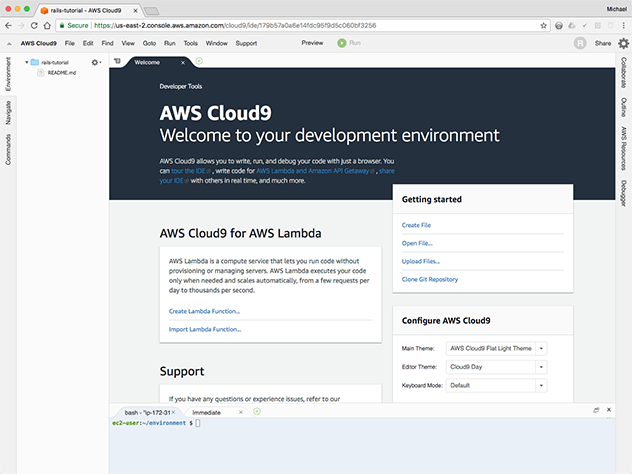 rails-tutorial - AWS Cloud9
Michael
Secure https://us-east-2.console.aws.amazon.com/cloud9/ide/179b57a0a6e14fdc95f9d5c060bf3256
AWS Cloud9 File Edit Find View Goto Run Tools Window Support Preview Run R Share
Environment
Navigate
Commands
rails-tutorial
README.md
Welcome
Developer Tools
AWS Cloud9
Welcome to your development environment
AWS Cloud9 allows you to write, run, and debug your code with just a browser. You
can tour the IDE, write code for AWS Lambda and Amazon API Getaway, share
your IDE with others in real time, and much more.
Getting started
Create File
Open File...
Upload Files...
Clone Git Repository
AWS Cloud9 for AWS Lambda
AWS Lambda is a compute service that lets you run code without
provisioning or managing servers. AWS Lambda executes your code
only when needed and scales automatically, from a few requests per
day to thousands per second.
Create Lambda Function...
Import Lambda Function...
Configure AWS Cloud9
Main Theme: AWS Cloud9 Flat Light Theme
Editor Theme: Cloud9 Day
Keyboard Mode: Default
Support
If you have any questions or experience issues, refer to our
Collaborate
Outline
AWS Resources
Debugger
bash - "ip-172-31 Immediate
ec2-user:~/environment $